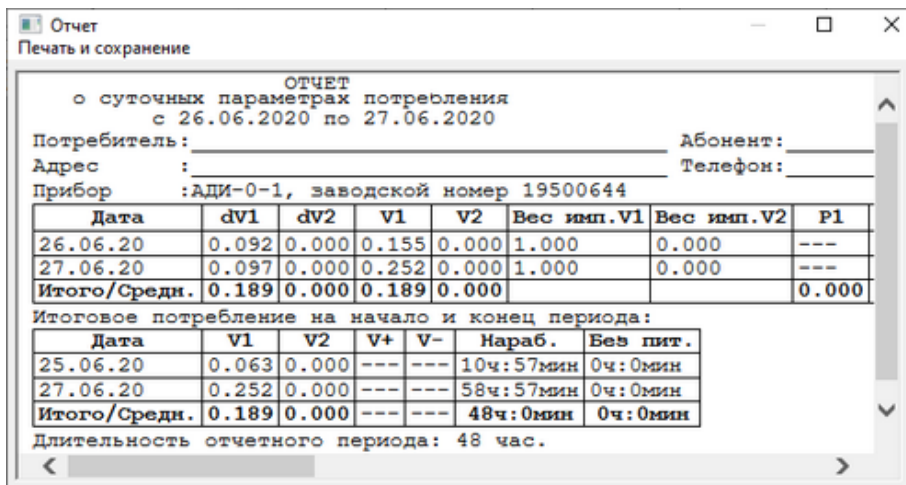 Отчет
Печать и сохранение
ОТЧЕТ
о суточных параметрах потребления
с 26.06.2020 по 27.06.2020
Потребитель: Абонент:
Адрес : Телефон:
Прибор :АДИ-0-1, заводской номер 19500644
Дата dV1 dV2 V1 V2 Вес имп.V1 Вес имп.V2 P1
26.06.20 0.092 0.000 0.155 0.000 1.000 0.000 ---
27.06.20 0.097 0.000 0.252 0.000 1.000 0.000 ---
Итого/Средн. 0.189 0.000 0.189 0.000 0.000
Итоговое потребление на начало и конец периода:
Дата V1 V2 V+ V- Нараб. Без пит.
25.06.20 0.063 0.000 --- --- 10ч:57мин 0ч:0мин
27.06.20 0.252 0.000 --- --- 58ч:57мин 0ч:0мин
Итого/Средн. 0.189 0.000 --- --- 48ч:0мин 0ч:0мин
Длительность отчетного периода: 48 час.